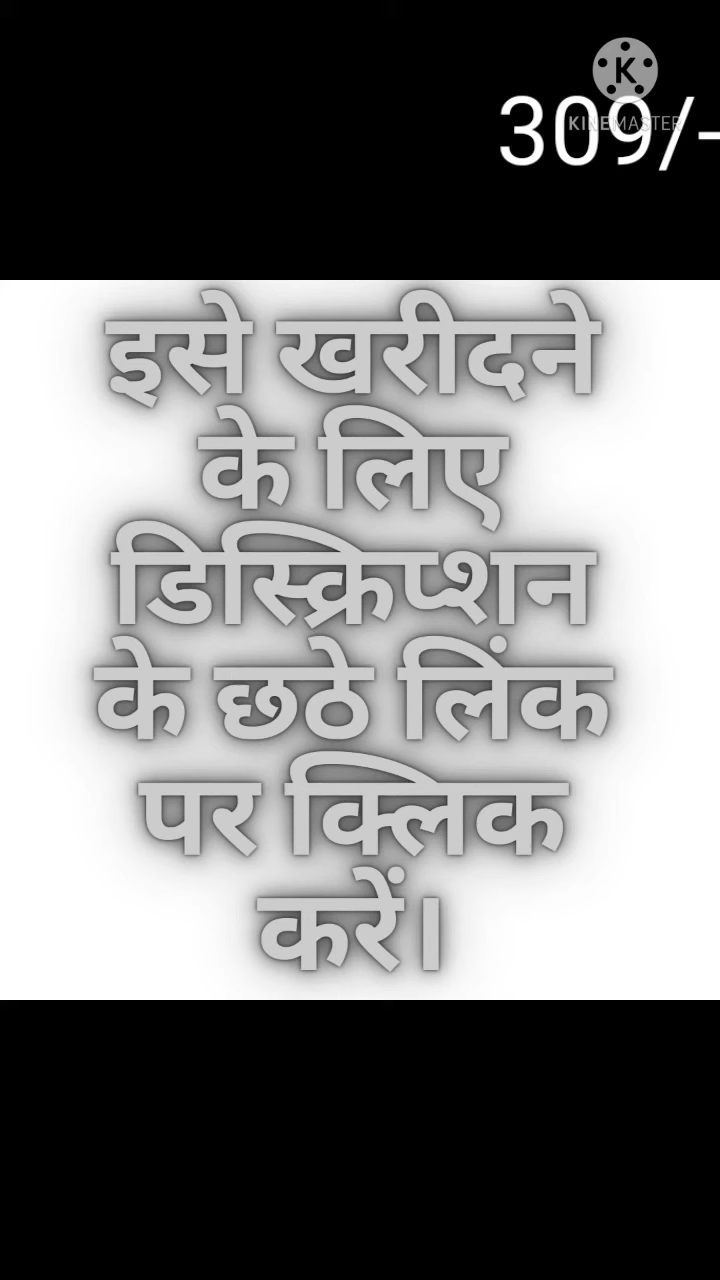 309/-
KINEMASTER
इसे खरीदने
के लिए
डिस्क्रिप्शन
के छठे लिंक
पर क्लिक
करें।